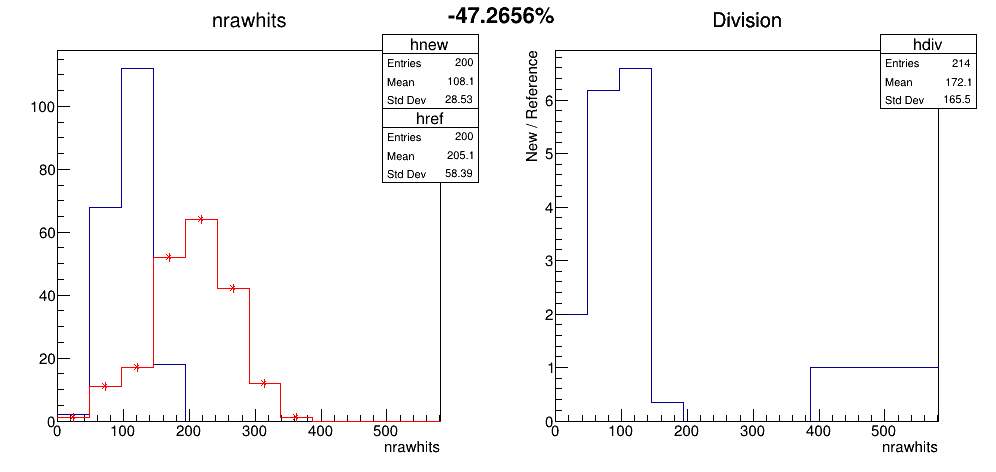 -47.2656%
nrawhits
hnew
Entries 200
Mean 108.1
Std Dev 28.53
href
Entries 200
Mean 205.1
Std Dev 58.39
100
80
60
40
20
0
0 100 200 300 400 500
nrawhits
Division
hdiv
Entries 214
Mean 172.1
Std Dev 165.5
New / Reference
6
5
4
3
2
1
0
0 100 200 300 400 500
nrawhits